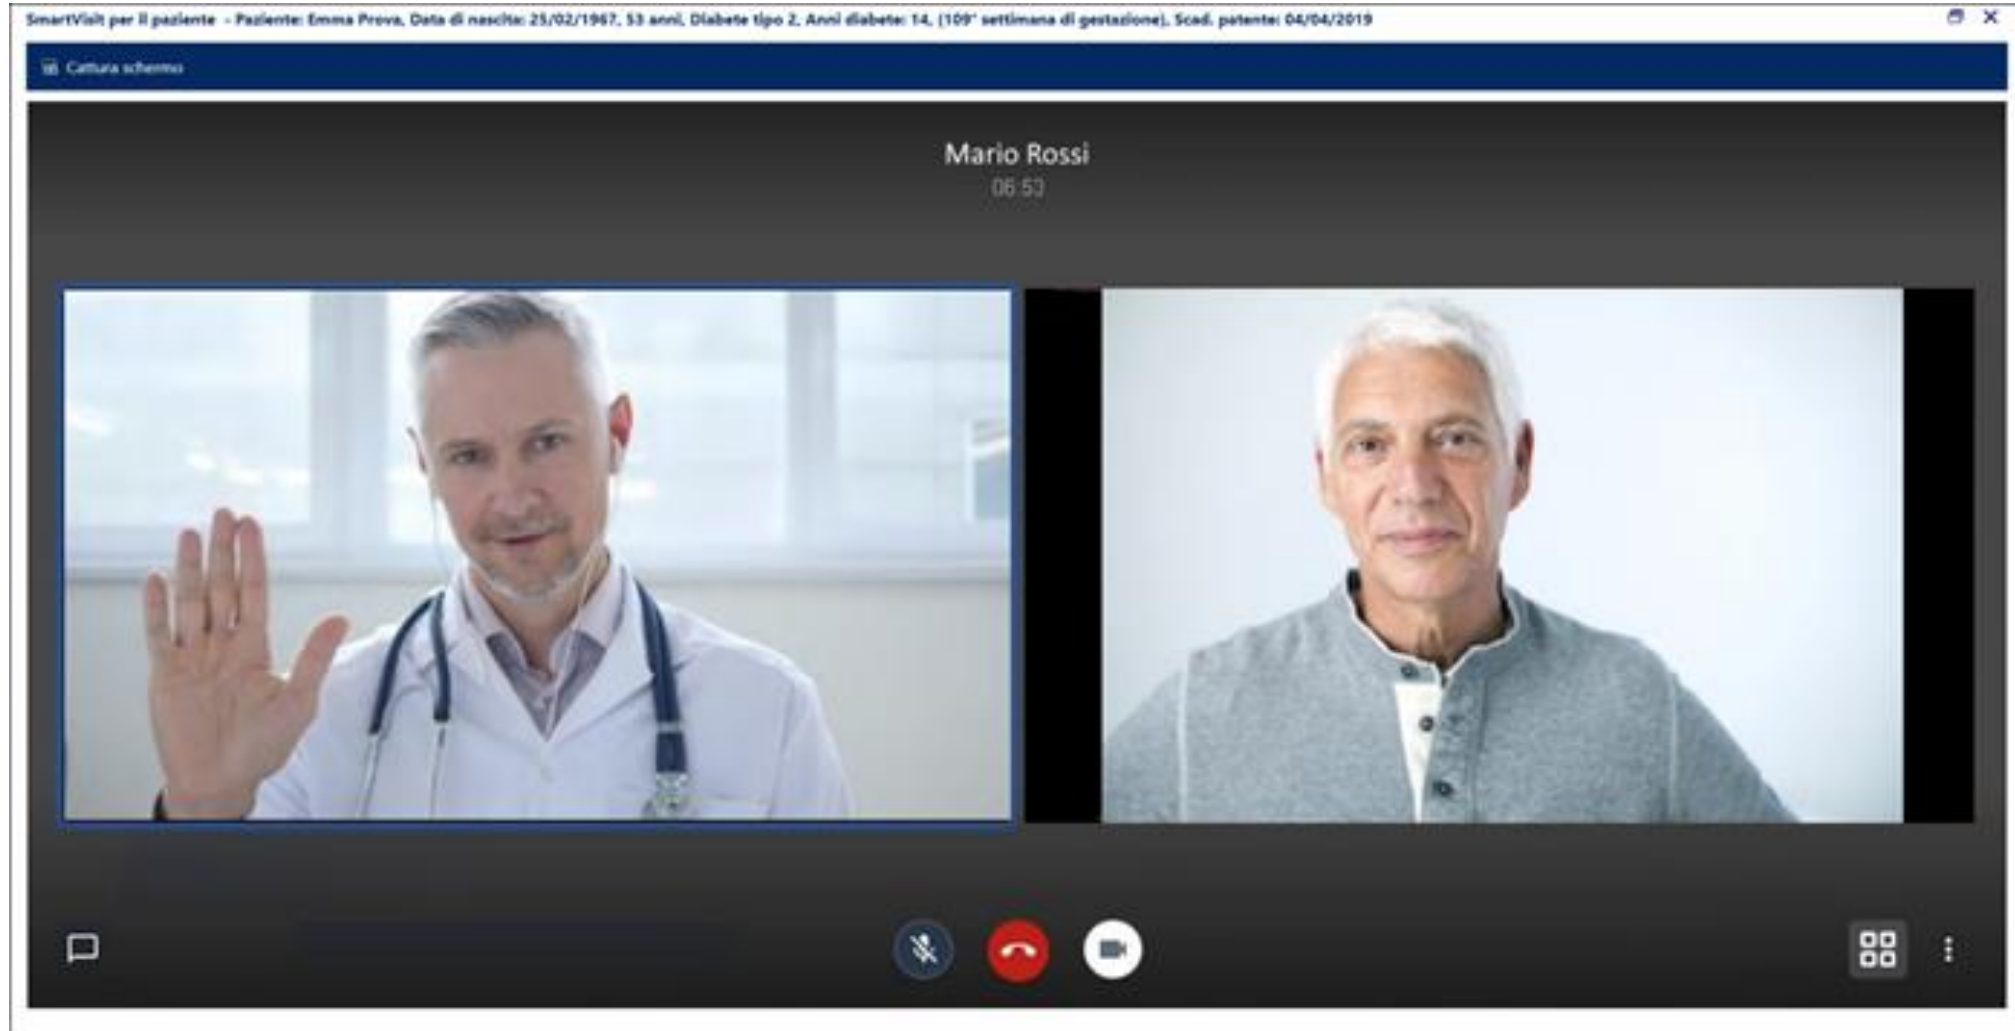 SmartVisit per il paziente - Paziente: Emma Prova, Data di nascita: 25/02/1967, 53 anni, Diabete tipo 2, Anni diabete: 14, (109° settimana di gestazione), Scad. patente: 04/04/2019
Cattura schermo
Mario Rossi
06:53